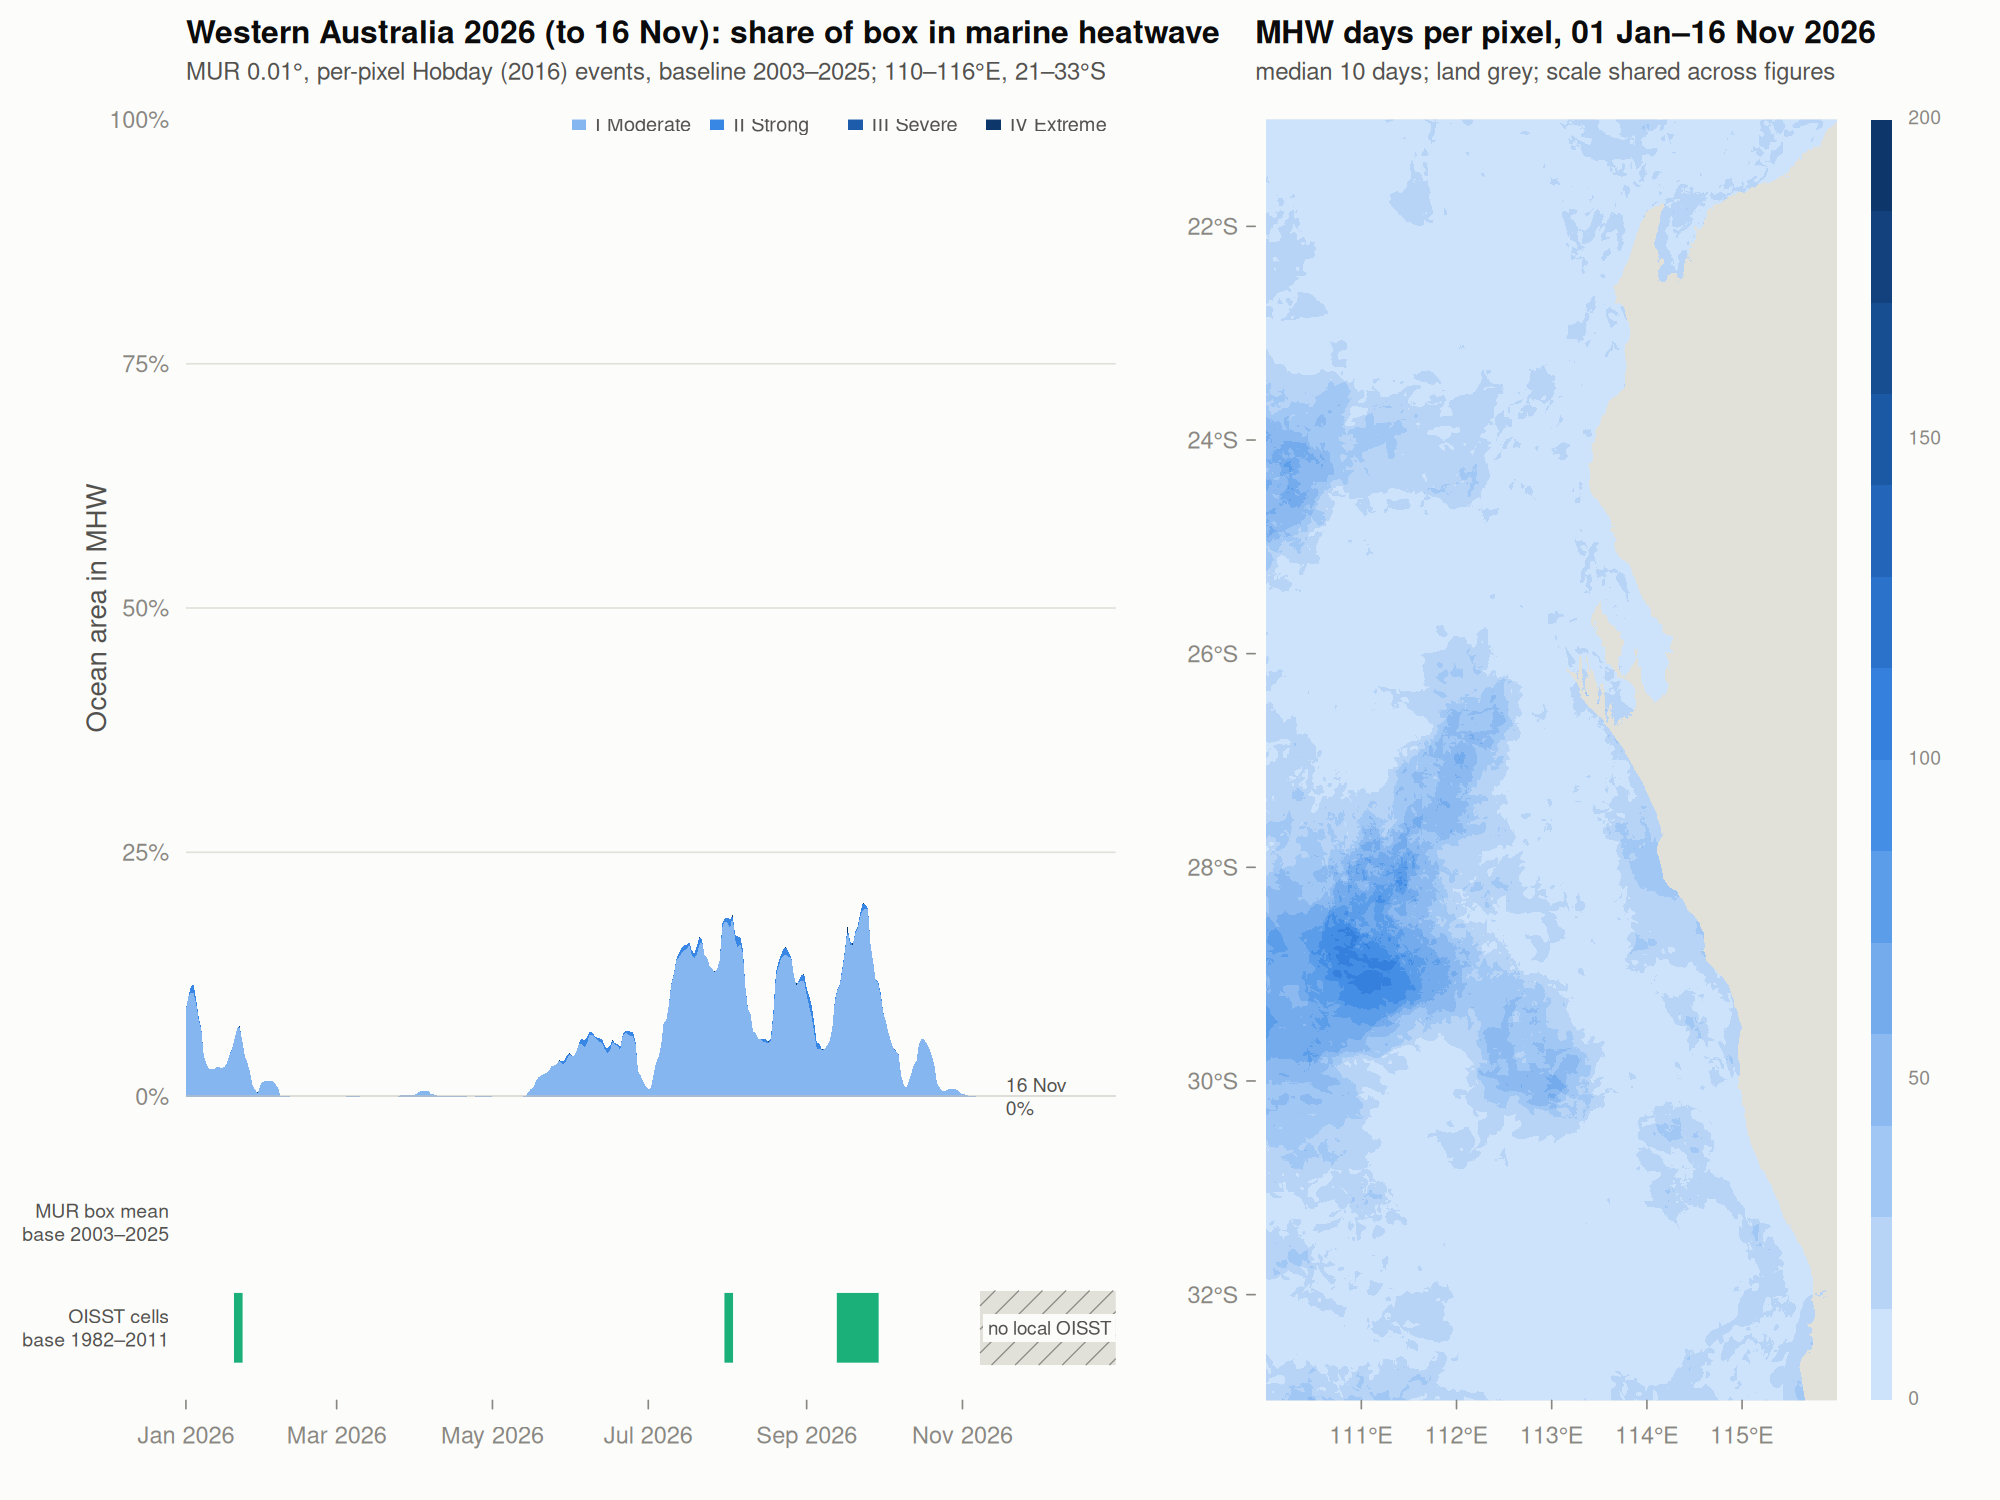 Western Australia 2026 (to 16 Nov): share of box in marine heatwave
MUR 0.01°, per-pixel Hobday (2016) events, baseline 2003–2025; 110–116°E, 21–33°S
I Moderate II Strong III Severe IV Extreme
100%
75%
50%
25%
0%
Ocean area in MHW
16 Nov
0%
MUR box mean
base 2003–2025
OISST cells
base 1982–2011
no local OISST
Jan 2026 Mar 2026 May 2026 Jul 2026 Sep 2026 Nov 2026
MHW days per pixel, 01 Jan–16 Nov 2026
median 10 days; land grey; scale shared across figures
22°S
24°S
26°S
28°S
30°S
32°S
111°E 112°E 113°E 114°E 115°E
200
150
100
50
0